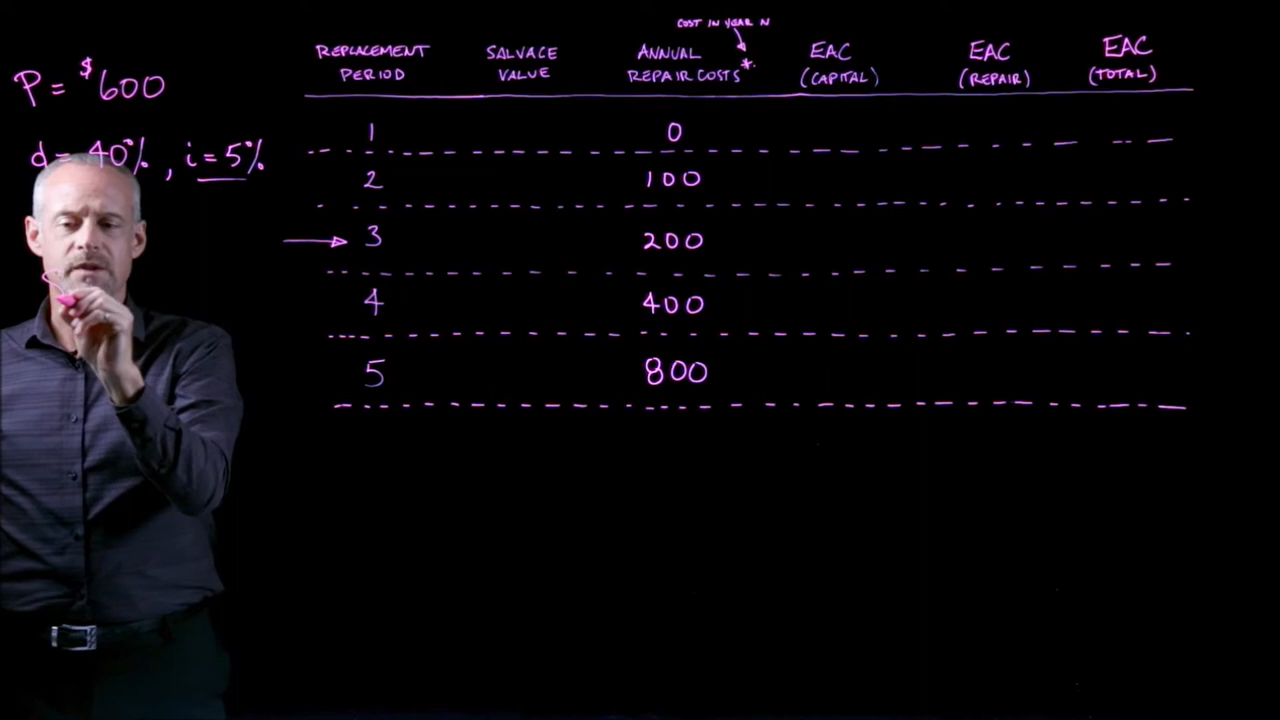 P = $600
d = 40%, i = 5%
COST IN YEAR N
REPLACEMENT PERIOD
SALVAGE VALUE
ANNUAL REPAIR COSTS*
EAC (CAPITAL)
EAC (REPAIR)
EAC (TOTAL)
1 0
2 100
3 200
4 400
5 800